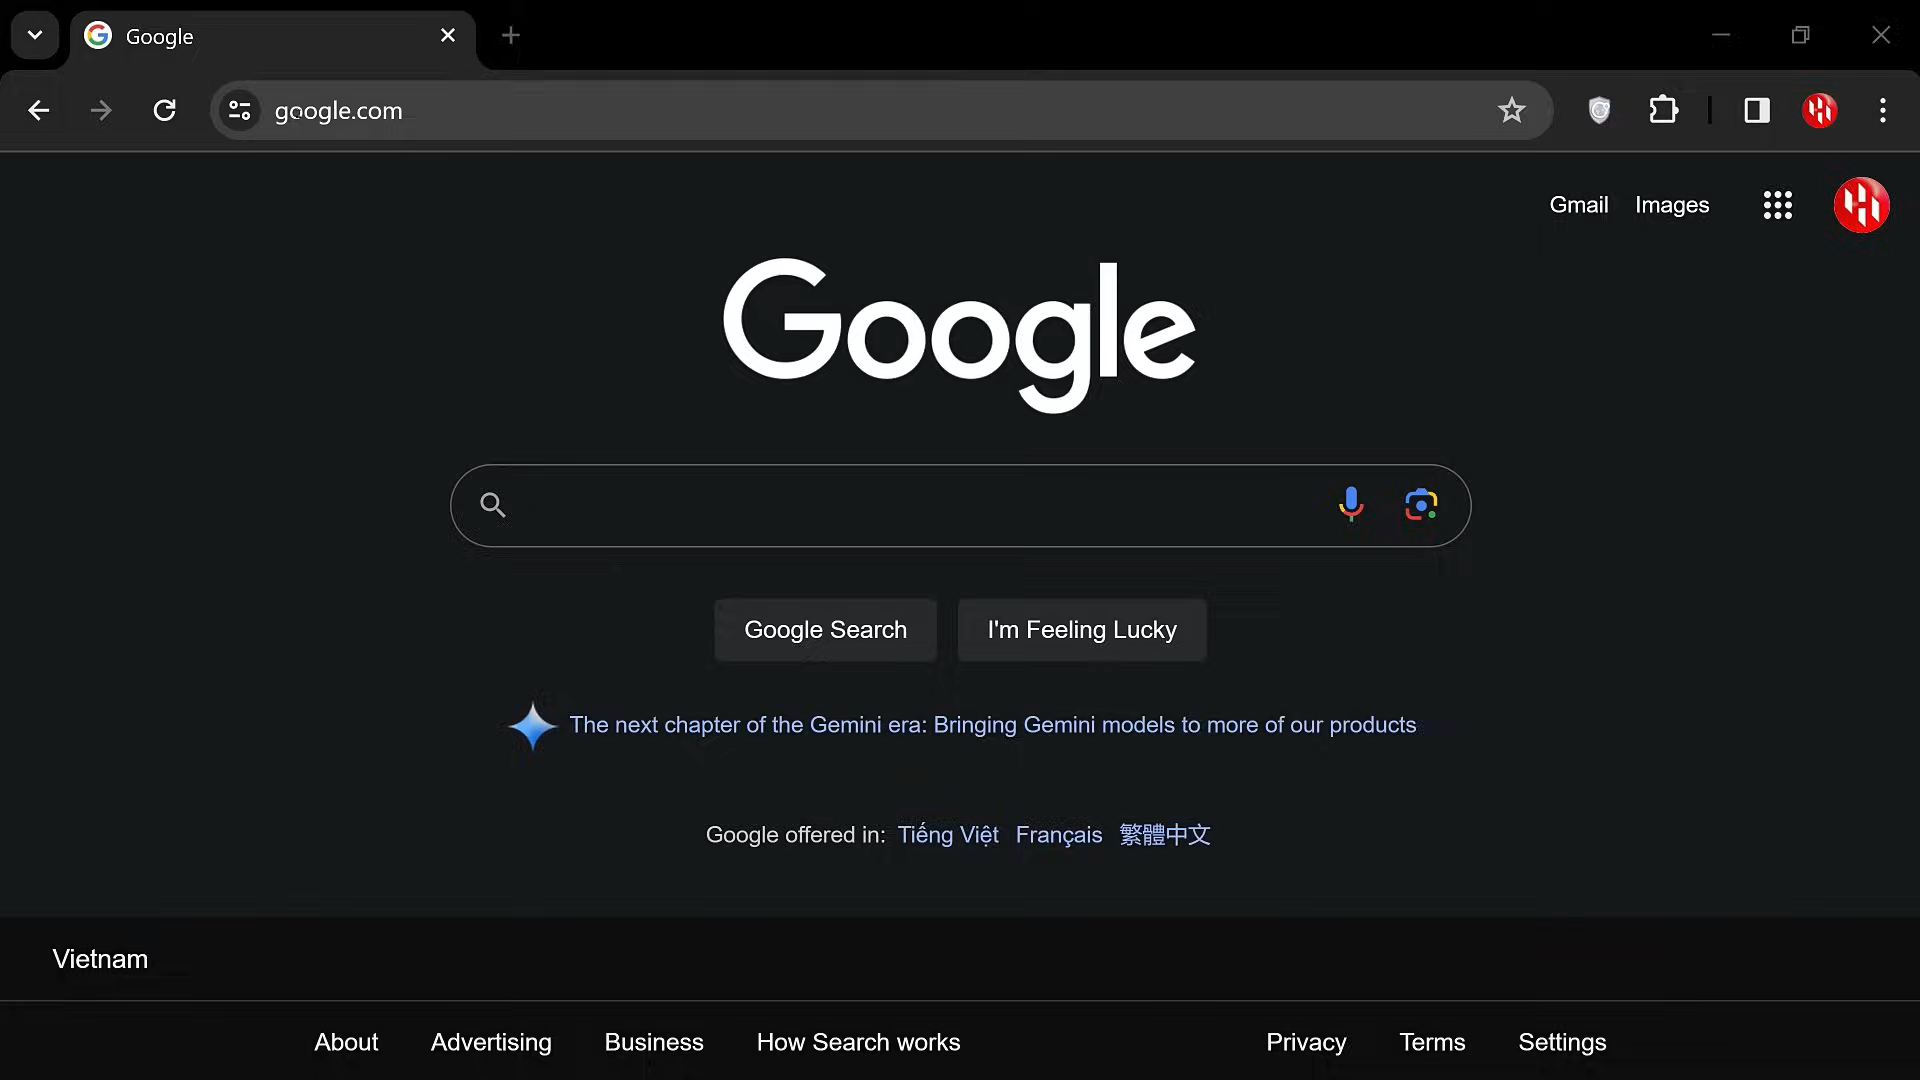 Google
google.com
Gmail Images
Google
Google Search I'm Feeling Lucky
The next chapter of the Gemini era: Bringing Gemini models to more of our products
Google offered in: Tiếng Việt Français 繁體中文
Vietnam
About Advertising Business How Search works Privacy Terms Settings